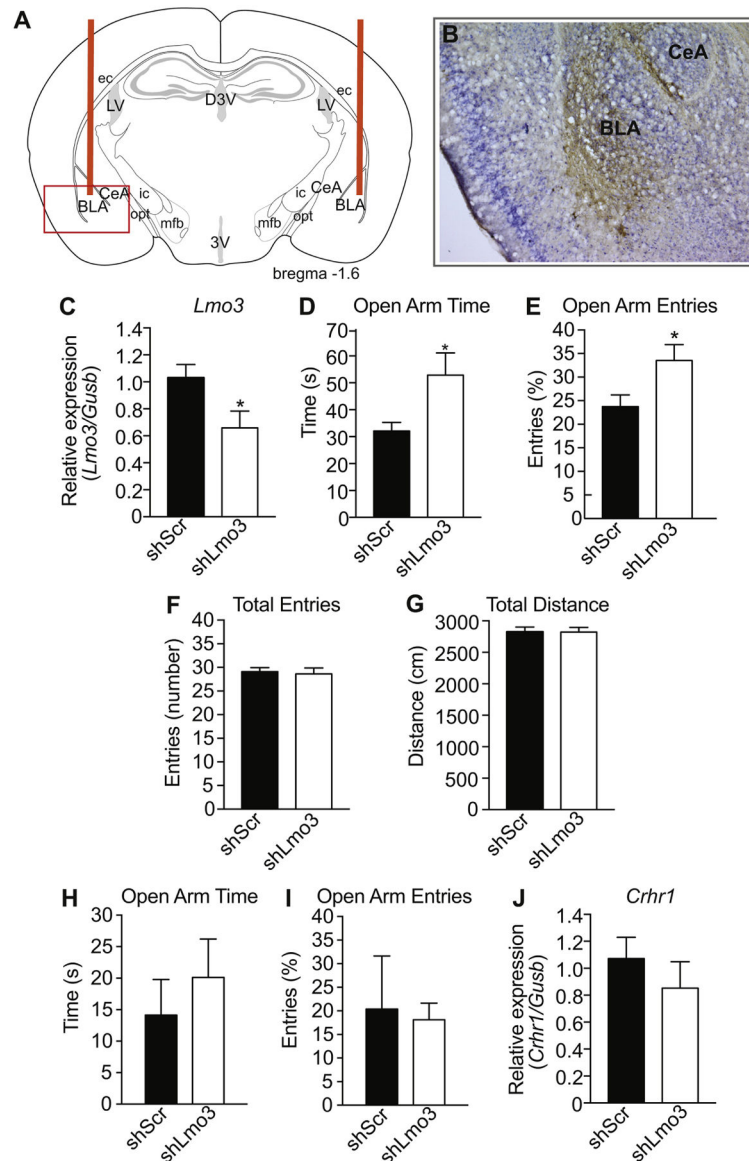 A
ec
LV
D3V
LV
ec
CeA
ic
BLA
opt
mfb
3V
mfb
ic
opt
CeA
BLA
bregma -1.6
B
CeA
BLA
C
Lmo3
Relative expression
(Lmo3/Gusb)
1.4
1.2
1.0
0.8
0.6
0.4
0.2
0
*
shScr
shLmo3
D
Open Arm Time
Time (s)
70
60
50
40
30
20
10
0
*
shScr
shLmo3
E
Open Arm Entries
Entries (%)
40
35
30
25
20
15
10
5
0
*
shScr
shLmo3
F
Total Entries
Entries (number)
40
35
30
25
20
15
10
5
0
shScr
shLmo3
G
Total Distance
Distance (cm)
3000
2500
2000
1500
1000
500
0
shScr
shLmo3
H
Open Arm Time
Time (s)
30
25
20
15
10
5
0
shScr
shLmo3
I
Open Arm Entries
Entries (%)
40
35
30
25
20
15
10
5
0
shScr
shLmo3
J
Crhr1
Relative expression
(Crhr1/Gusb)
1.4
1.2
1.0
0.8
0.6
0.4
0.2
0
shScr
shLmo3